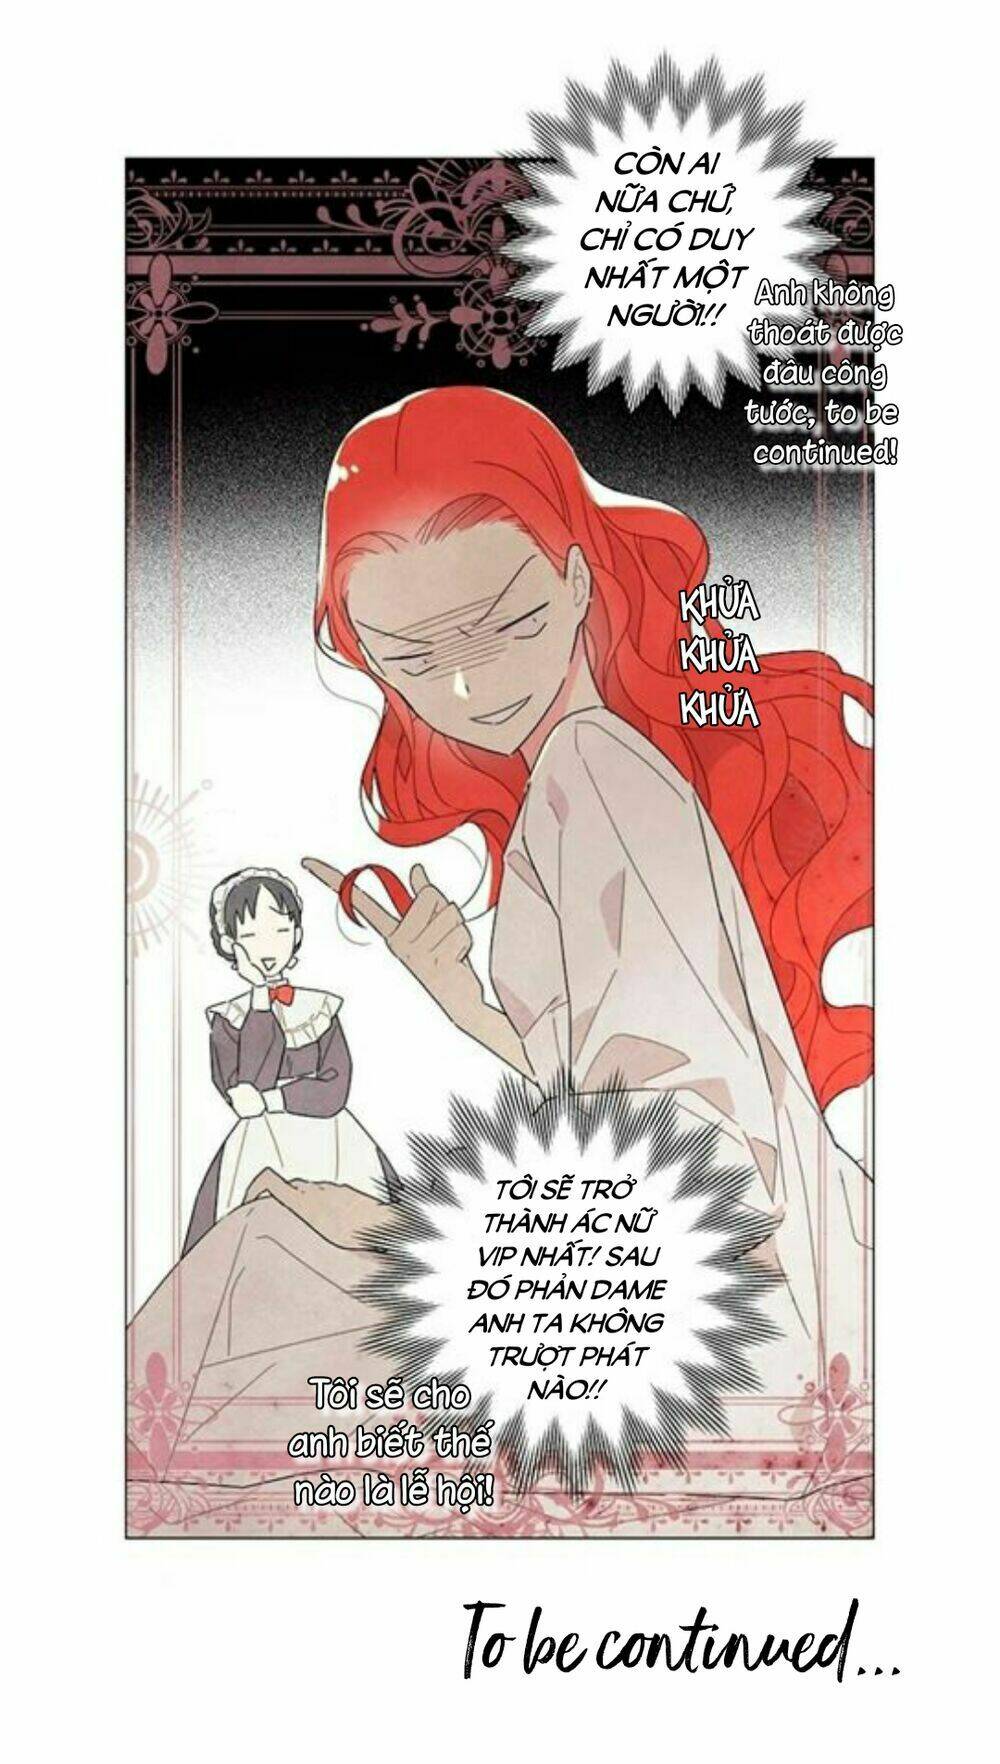 CÒN AI
NỮA CHỨ,
CHỈ CÓ DUY
NHẤT MỘT
NGƯỜI!!
Anh không
thoát được
đâu công
tước, to be
continued!
KHỬA
KHỬA
KHỬA
TÔI SẼ TRỞ
THÀNH ÁC NỮ
VIP NHẤT! SAU
ĐÓ PHẢN DAME
ANH TA KHÔNG
TRƯỢT PHÁT
NÀO!!
Tôi sẽ cho
anh biết thế
nào là lễ hội!
To be continued...